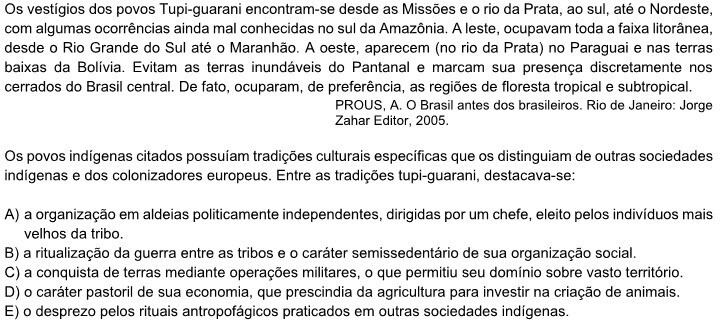 Os vestígios dos povos Tupi-guarani encontram-se desde as Missões e o rio da Prata, ao sul, até o Nordeste,
com algumas ocorrências ainda mal conhecidas no sul da Amazônia. A leste, ocupavam toda a faixa litorânea,
desde o Rio Grande do Sul até o Maranhão. A oeste, aparecem (no rio da Prata) no Paraguai e nas terras
baixas da Bolívia. Evitam as terras inundáveis do Pantanal e marcam sua presença discretamente nos
cerrados do Brasil central. De fato, ocuparam, de preferência, as regiões de floresta tropical e subtropical.
PROUS, A. O Brasil antes dos brasileiros. Rio de Janeiro: Jorge
Zahar Editor, 2005.
Os povos indígenas citados possuíam tradições culturais específicas que os distinguiam de outras sociedades
indígenas e dos colonizadores europeus. Entre as tradições tupi-guarani, destacava-se:
A) a organização em aldeias politicamente independentes, dirigidas por um chefe, eleito pelos indivíduos mais
velhos da tribo.
B) a ritualização da guerra entre as tribos e o caráter semissedentário de sua organização social.
C) a conquista de terras mediante operações militares, o que permitiu seu domínio sobre vasto território.
D) o caráter pastoril de sua economia, que prescindia da agricultura para investir na criação de animais.
E) o desprezo pelos rituais antropofágicos praticados em outras sociedades indígenas.